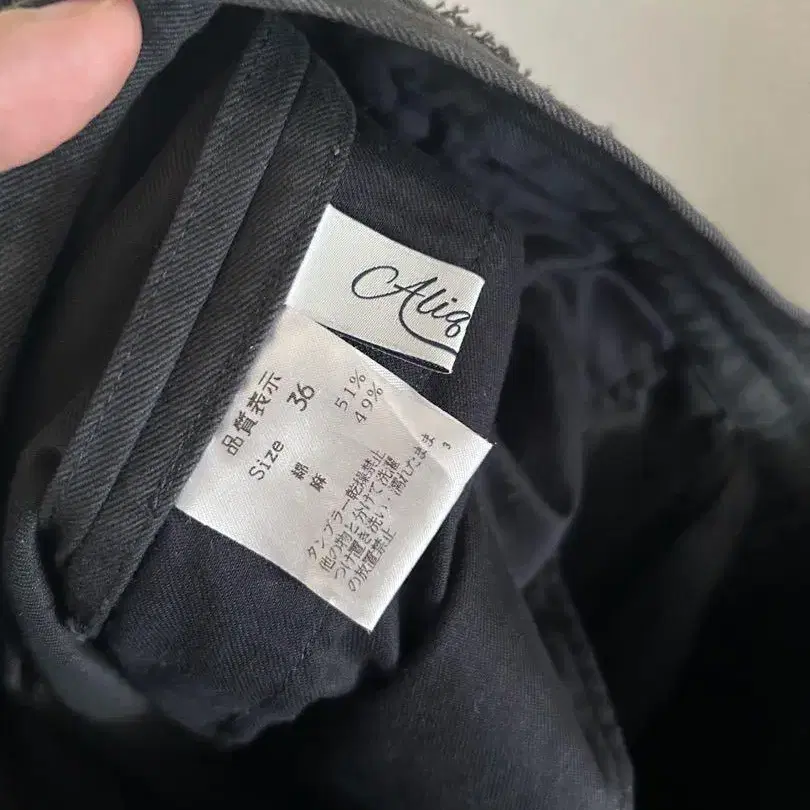 Aliq
品質表示
Size 36
綿 51%
麻 49%
タンブラー乾燥禁止
他の物と分けて洗濯
つけ置き洗い・濡れたまま
の放置禁止
3